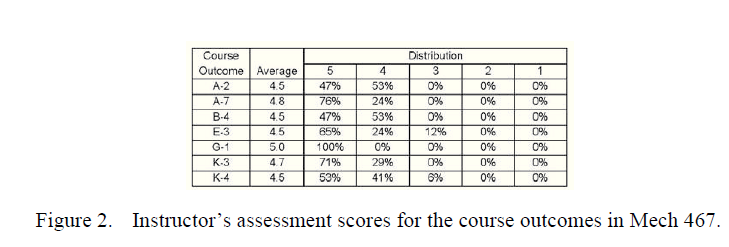 Course Distribution
Outcome Average 5 4 3 2 1
A-2 4.5 47% 53% 0% 0% 0%
A-7 4.8 76% 24% 0% 0% 0%
B-4 4.5 47% 53% 0% 0% 0%
E-3 4.5 65% 24% 12% 0% 0%
G-1 5.0 100% 0% 0% 0% 0%
K-3 4.7 71% 29% 0% 0% 0%
K-4 4.5 53% 41% 6% 0% 0%
Figure 2. Instructor’s assessment scores for the course outcomes in Mech 467.